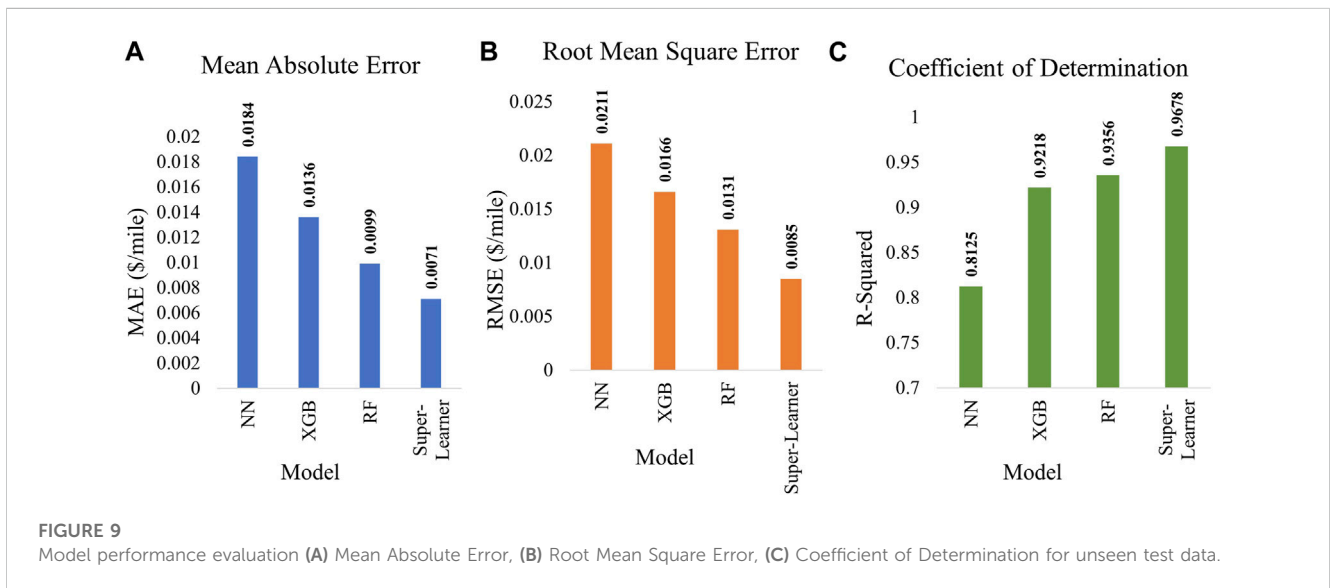 A
Mean Absolute Error
MAE ($/mile)
0.02
0.018
0.016
0.014
0.012
0.01
0.008
0.006
0.004
0.002
0
0.0184
0.0136
0.0099
0.0071
NN
XGB
RF
Super-
Learner
Model
B
Root Mean Square Error
RMSE ($/mile)
0.025
0.02
0.015
0.01
0.005
0
0.0211
0.0166
0.0131
0.0085
NN
XGB
RF
Super-Learner
Model
C
Coefficient of Determination
R-Squared
1
0.95
0.9
0.85
0.8
0.75
0.7
0.8125
0.9218
0.9356
0.9678
NN
XGB
RF
Super-
Learner
Model
FIGURE 9
Model performance evaluation (A) Mean Absolute Error, (B) Root Mean Square Error, (C) Coefficient of Determination for unseen test data.